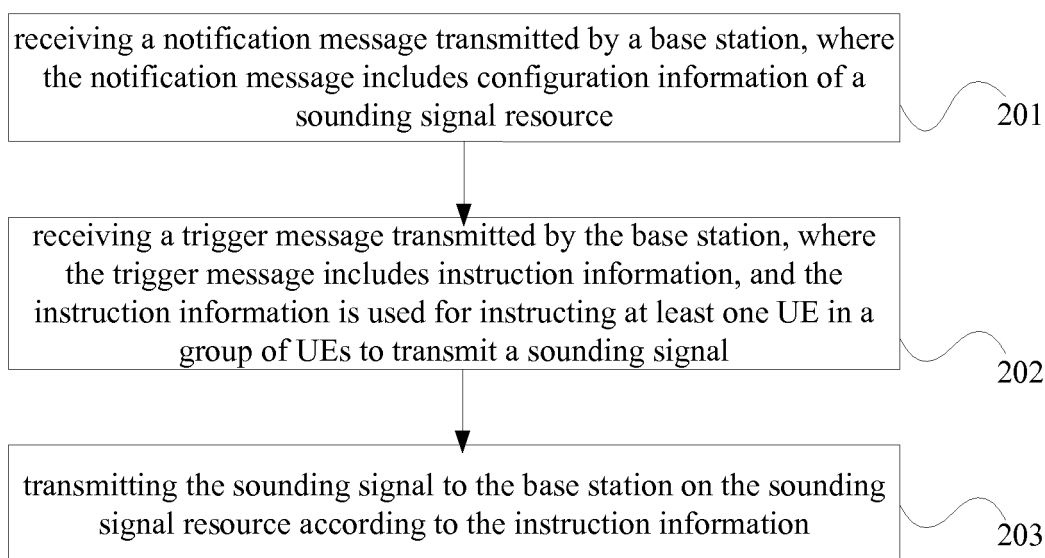 receiving a notification message transmitted by a base station, where
the notification message includes configuration information of a
sounding signal resource
201
receiving a trigger message transmitted by the base station, where
the trigger message includes instruction information, and the
instruction information is used for instructing at least one UE in a
group of UEs to transmit a sounding signal
202
transmitting the sounding signal to the base station on the sounding
signal resource according to the instruction information
203